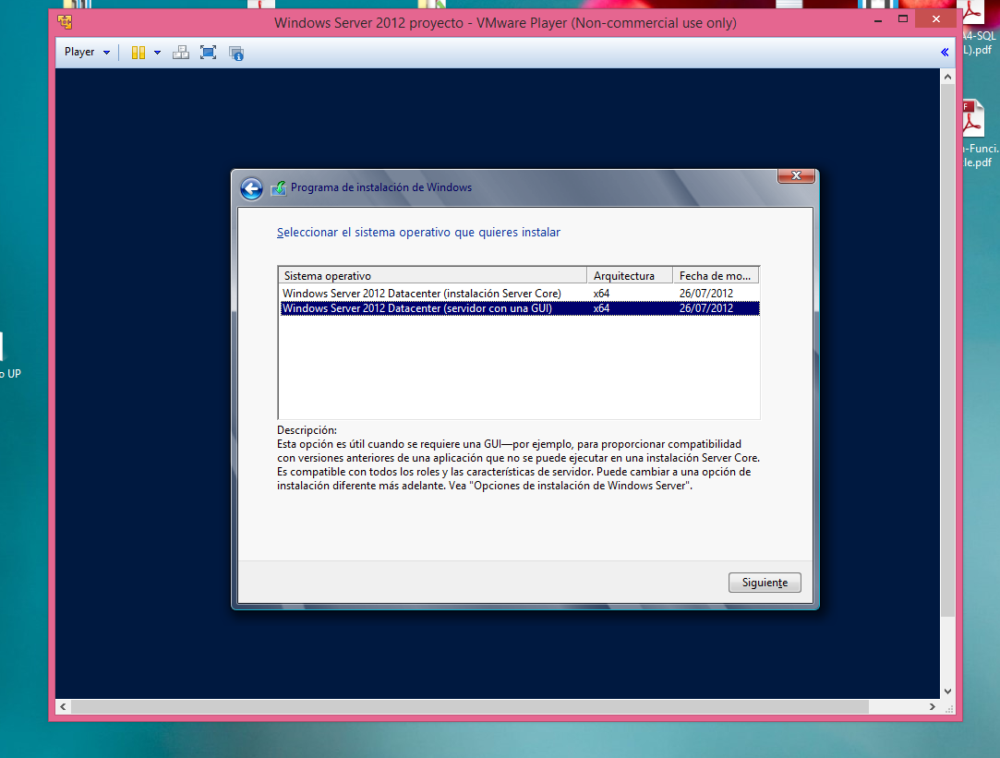 Windows Server 2012 proyecto - VMware Player (Non-commercial use only)
Player
A4-SQL
L).pdf
-Funci.
cle.pdf
o UP
Programa de instalación de Windows
Seleccionar el sistema operativo que quieres instalar
Sistema operativo Arquitectura Fecha de mo...
Windows Server 2012 Datacenter (instalación Server Core) x64 26/07/2012
Windows Server 2012 Datacenter (servidor con una GUI) x64 26/07/2012
Descripción:
Esta opción es útil cuando se requiere una GUI—por ejemplo, para proporcionar compatibilidad
con versiones anteriores de una aplicación que no se puede ejecutar en una instalación Server Core.
Es compatible con todos los roles y las características de servidor. Puede cambiar a una opción de
instalación diferente más adelante. Vea "Opciones de instalación de Windows Server".
Siguiente